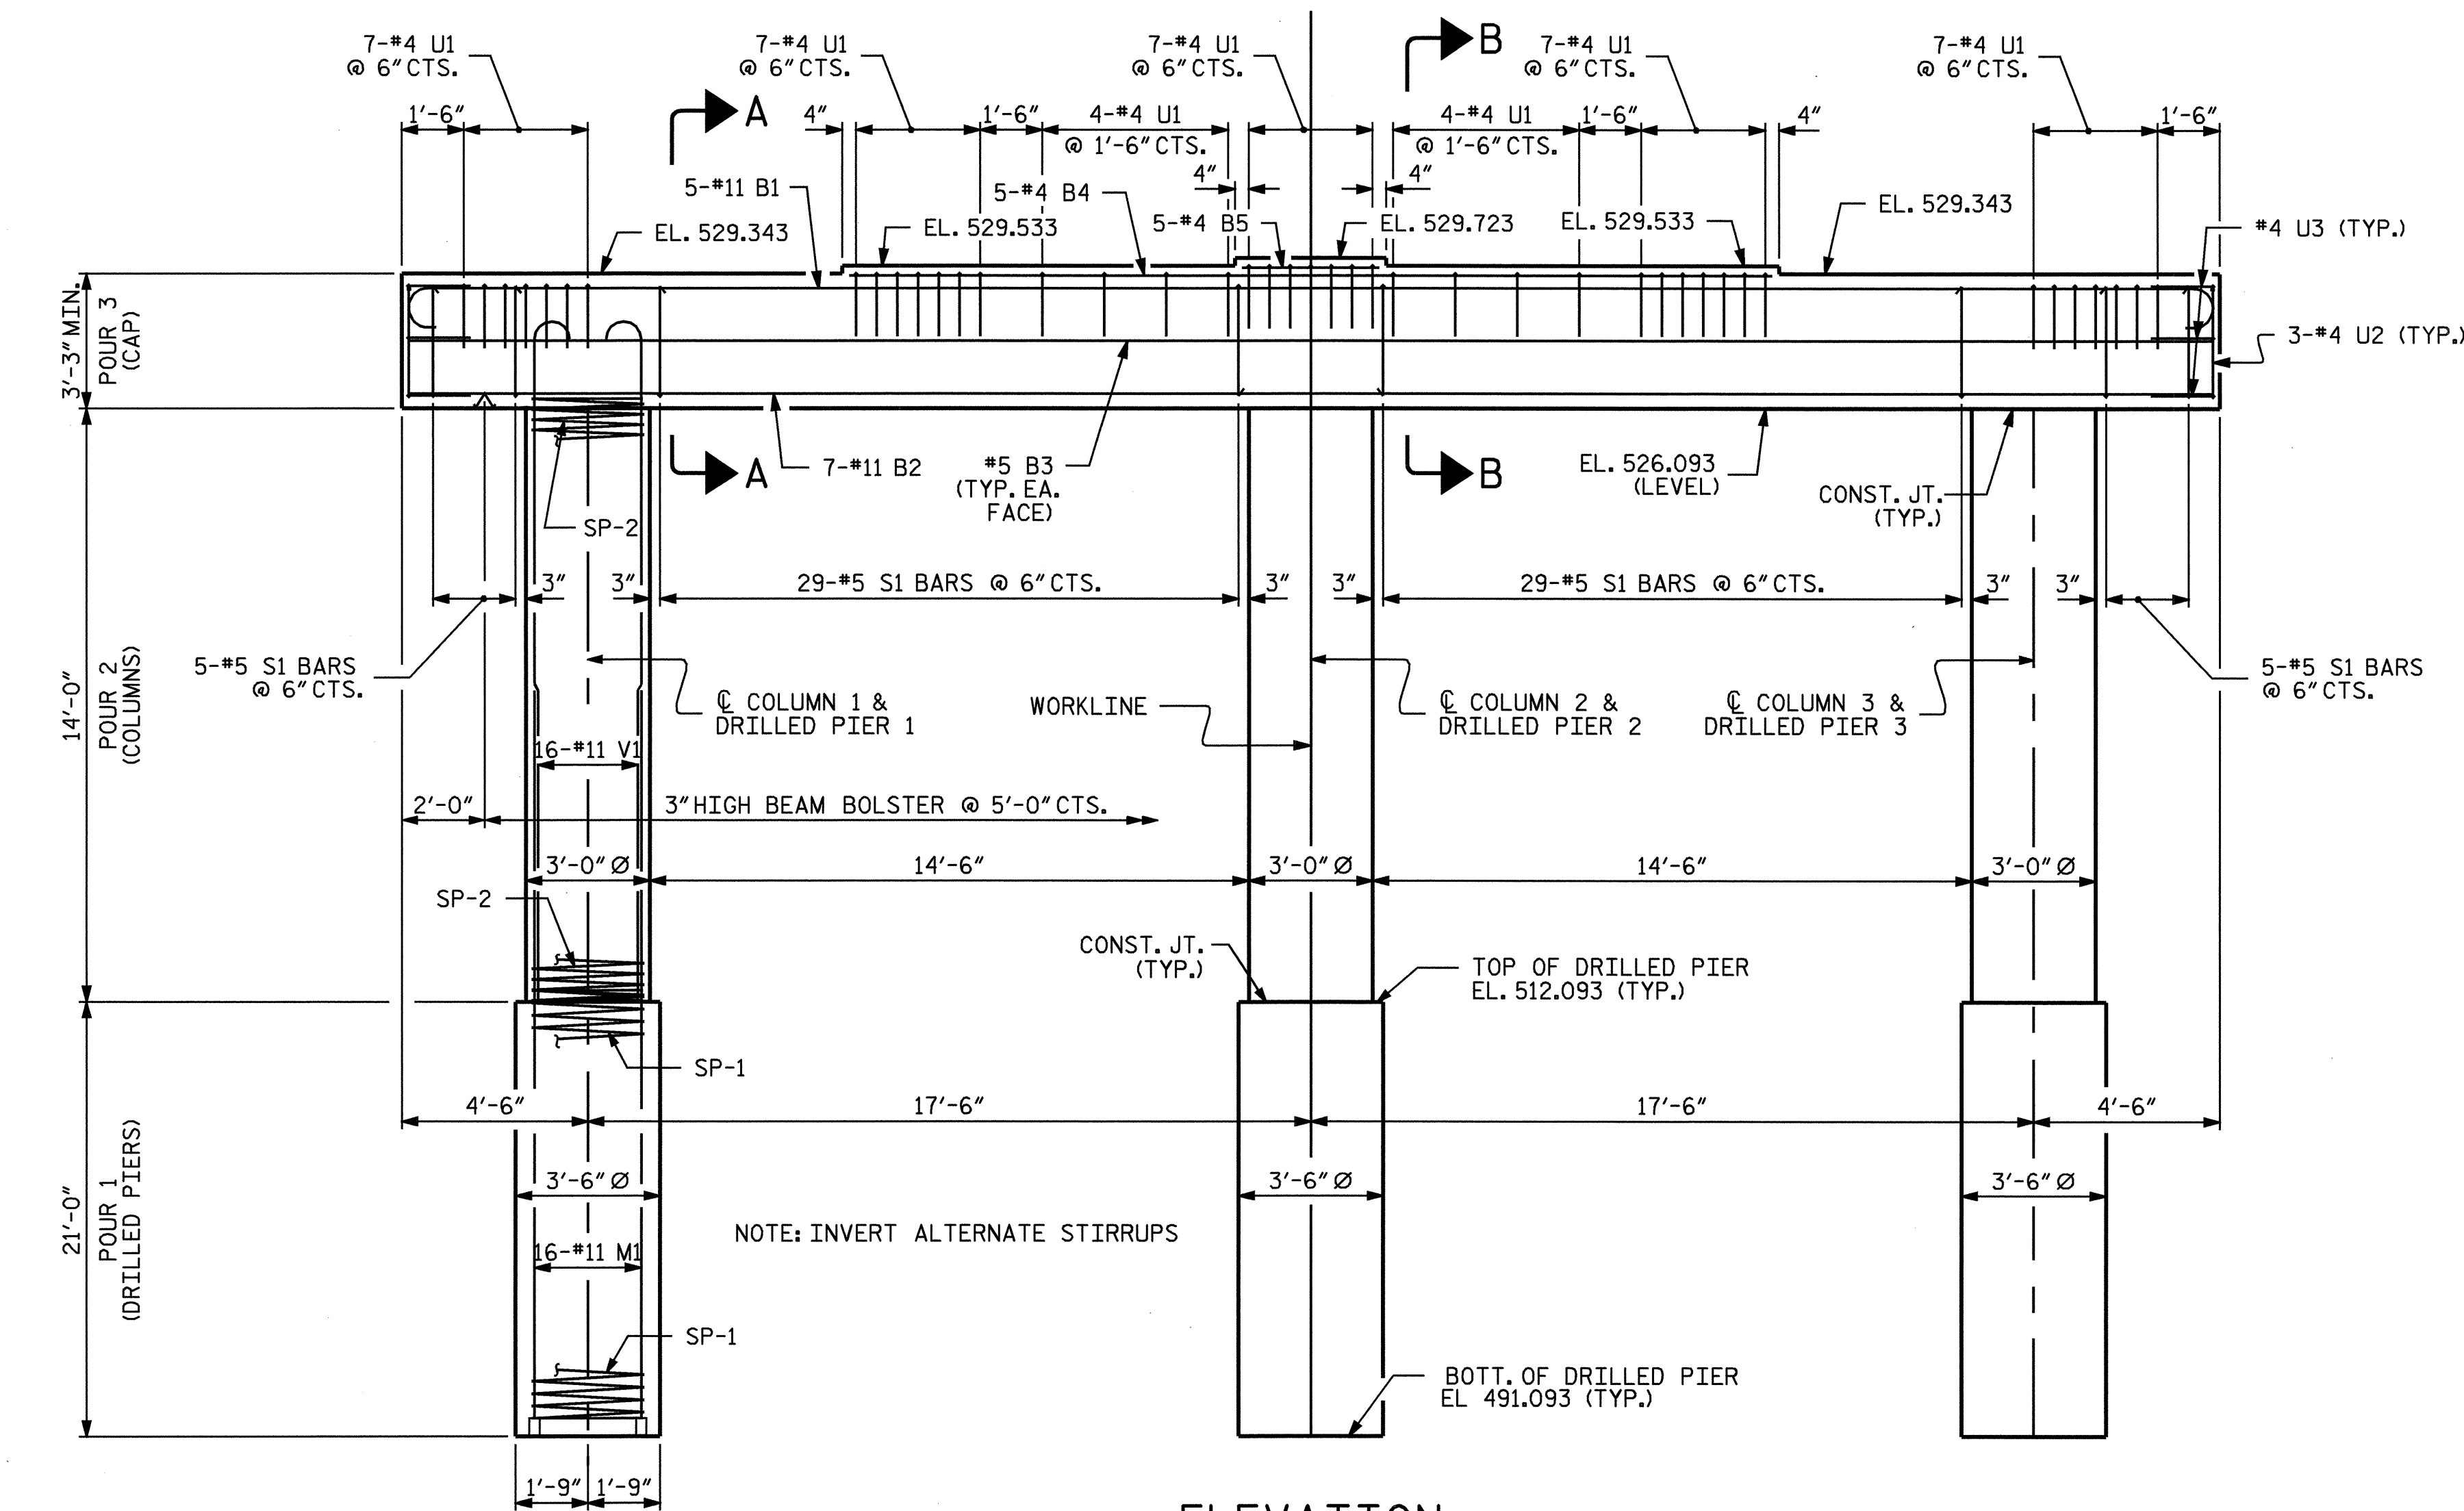 7-#4 U1
@ 6" CTS.
7-#4 U1
@ 6" CTS.
7-#4 U1
@ 6" CTS.
B
7-#4 U1
@ 6" CTS.
7-#4 U1
@ 6" CTS.
1'-6"
A
4"
1'-6"
4-#4 U1
@ 1'-6" CTS.
4-#4 U1
@ 1'-6" CTS.
1'-6"
4"
1'-6"
4"
4"
5-#11 B1
5-#4 B4
5-#4 B5
EL. 529.343
EL. 529.533
EL. 529.723
EL. 529.533
EL. 529.343
#4 U3 (TYP.)
3-#4 U2 (TYP.)
3'-3" MIN.
POUR 3
(CAP)
A
7-#11 B2
#5 B3
(TYP. EA.
FACE)
B
EL. 526.093
(LEVEL)
CONST. JT.
(TYP.)
SP-2
3"
3"
29-#5 S1 BARS @ 6" CTS.
3"
3"
29-#5 S1 BARS @ 6" CTS.
3"
3"
5-#5 S1 BARS
@ 6" CTS.
5-#5 S1 BARS
@ 6" CTS.
14'-0"
POUR 2
(COLUMNS)
℄ COLUMN 1 &
DRILLED PIER 1
WORKLINE
℄ COLUMN 2 &
DRILLED PIER 2
℄ COLUMN 3 &
DRILLED PIER 3
16-#11 V1
2'-0"
3" HIGH BEAM BOLSTER @ 5'-0" CTS.
3'-0" Ø
14'-6"
3'-0" Ø
14'-6"
3'-0" Ø
SP-2
CONST. JT.
(TYP.)
TOP OF DRILLED PIER
EL. 512.093 (TYP.)
SP-1
4'-6"
17'-6"
17'-6"
4'-6"
21'-0"
POUR 1
(DRILLED PIERS)
3'-6" Ø
3'-6" Ø
3'-6" Ø
NOTE: INVERT ALTERNATE STIRRUPS
16-#11 M1
SP-1
BOTT. OF DRILLED PIER
EL 491.093 (TYP.)
1'-9"
1'-9"
ELEVATION